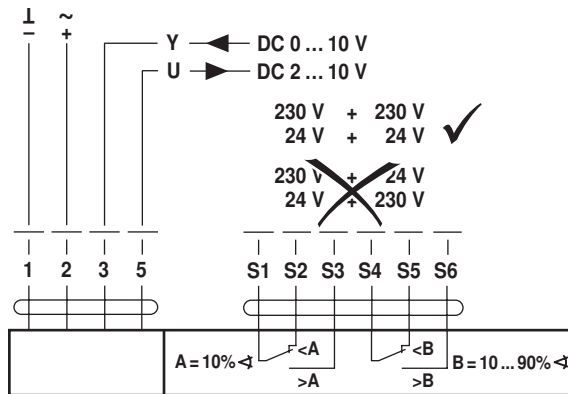 ⊥ ~
− +
Y DC 0 ... 10 V
U DC 2 ... 10 V
230 V + 230 V
24 V + 24 V
230 V + 24 V
24 V + 230 V
1 2 3 5 S1 S2 S3 S4 S5 S6
A = 10% ∢ <A <B B = 10 ... 90% ∢
>A >B